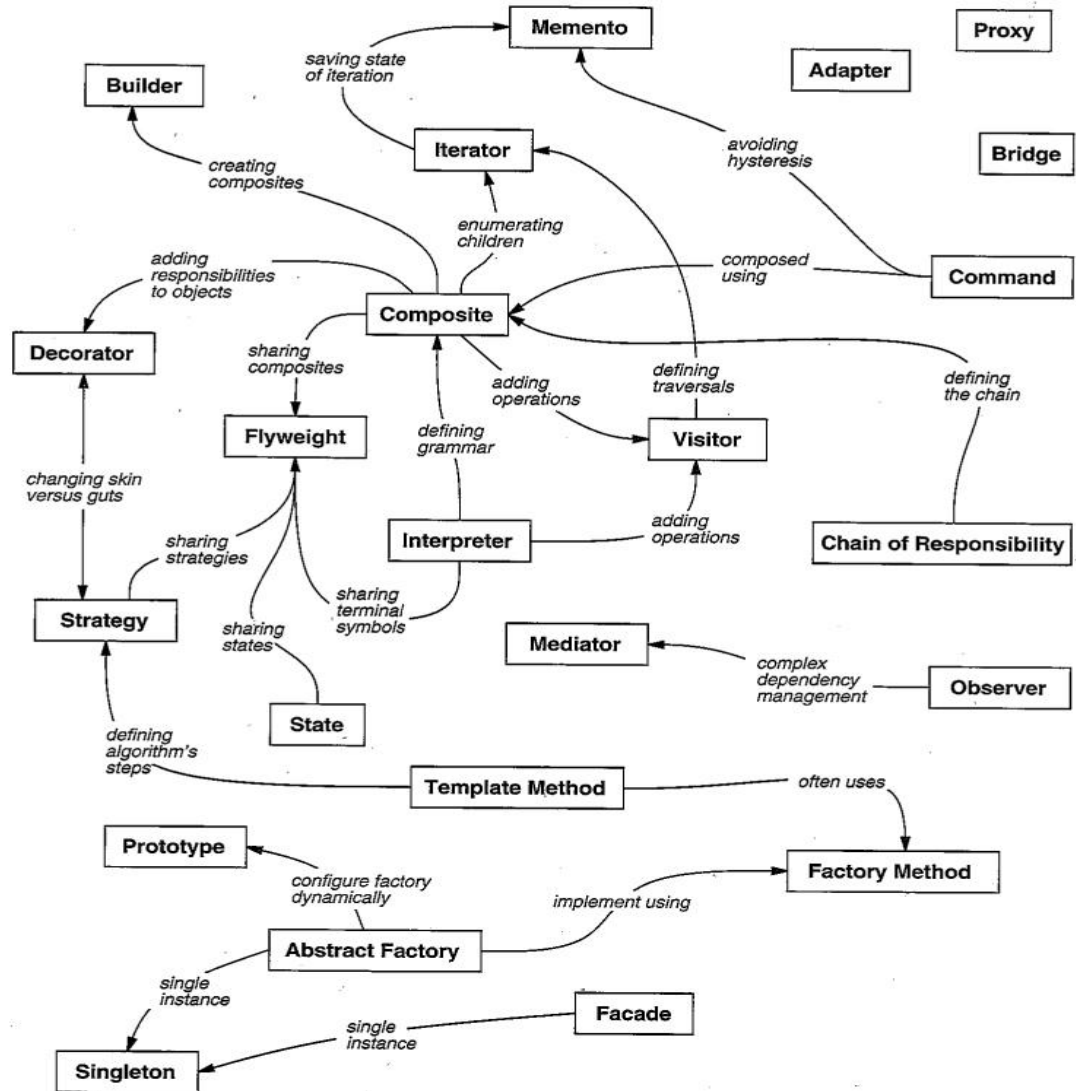 Memento
Proxy
saving state
of iteration
Adapter
Builder
Iterator
avoiding
hysteresis
Bridge
creating
composites
enumerating
children
adding
responsibilities
to objects
composed
using
Command
Composite
Decorator
sharing
composites
adding
operations
defining
traversals
defining
the chain
Flyweight
defining
grammar
Visitor
changing skin
versus guts
sharing
strategies
Interpreter
adding
operations
Chain of Responsibility
Strategy
sharing
states
sharing
terminal
symbols
Mediator
complex
dependency
management
Observer
State
defining
algorithm's
steps
Template Method
often uses
Prototype
configure factory
dynamically
implement using
Factory Method
Abstract Factory
single
instance
Facade
single
instance
Singleton